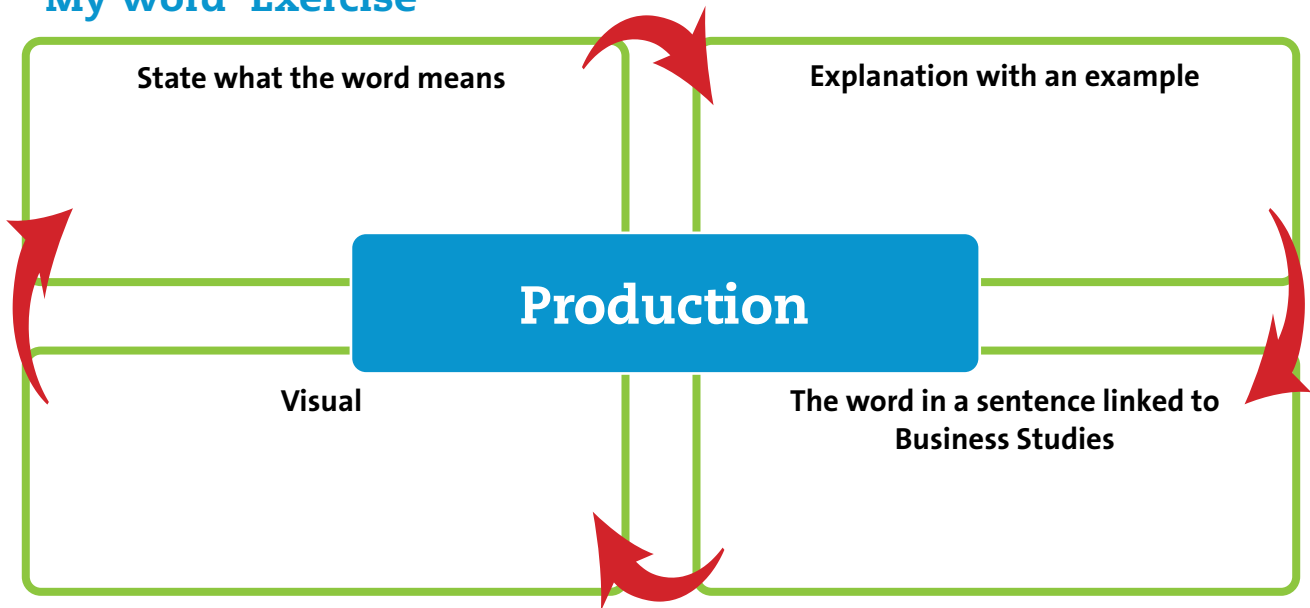 My word Exercise
State what the word means
Explanation with an example
Production
Visual
The word in a sentence linked to
Business Studies